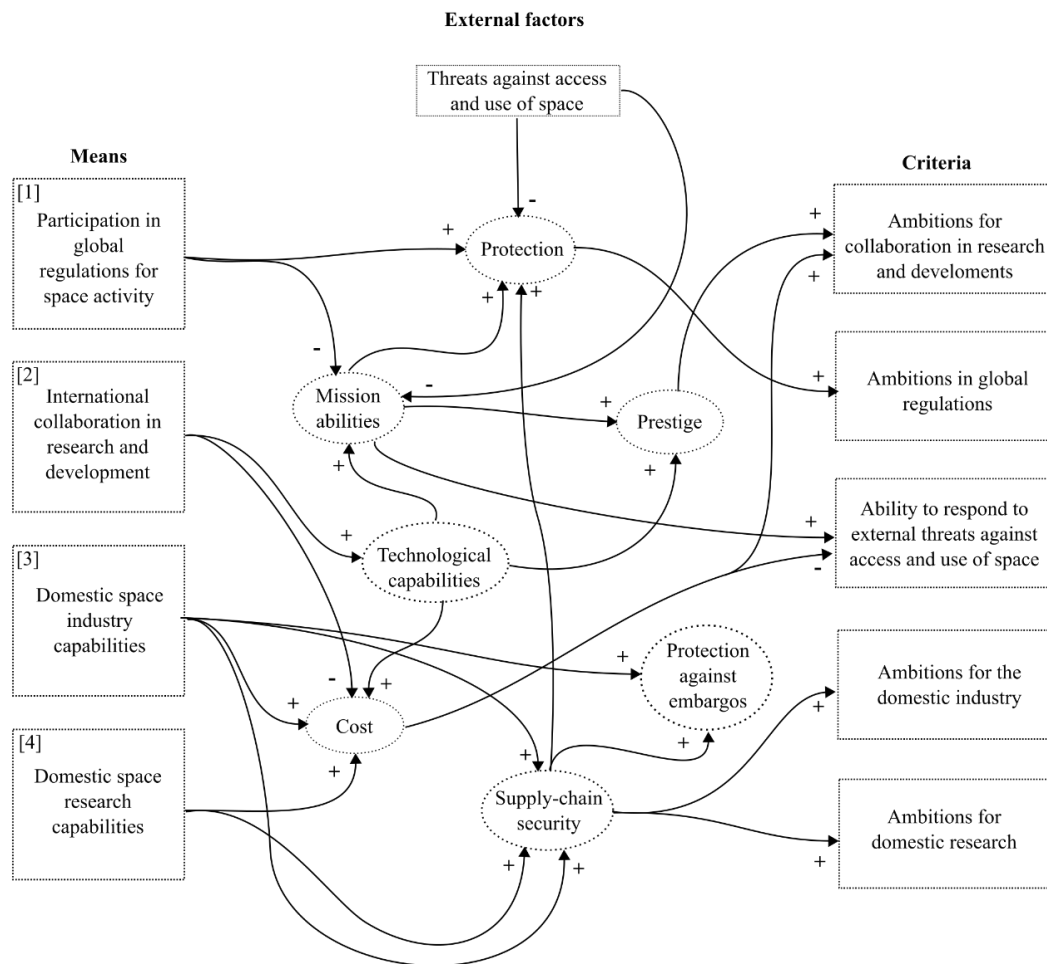 External factors
Threats against access
and use of space
Means
Criteria
[1]
Participation in
global
regulations for
space activity
[2]
International
collaboration in
research and
development
[3]
Domestic space
industry
capabilities
[4]
Domestic space
research
capabilities
-
+
Protection
+
+
-
Mission
abilities
-
+
+
Prestige
+
+
Technological
capabilities
-
+
+
Cost
+
+
Protection
against
embargos
+
+
Supply-chain
security
+
+
+
Ambitions for
collaboration in research
and develoments
+
+
Ambitions in global
regulations
+
Ability to respond to
external threats against
access and use of space
-
Ambitions for the
domestic industry
+
Ambitions for
domestic research
+